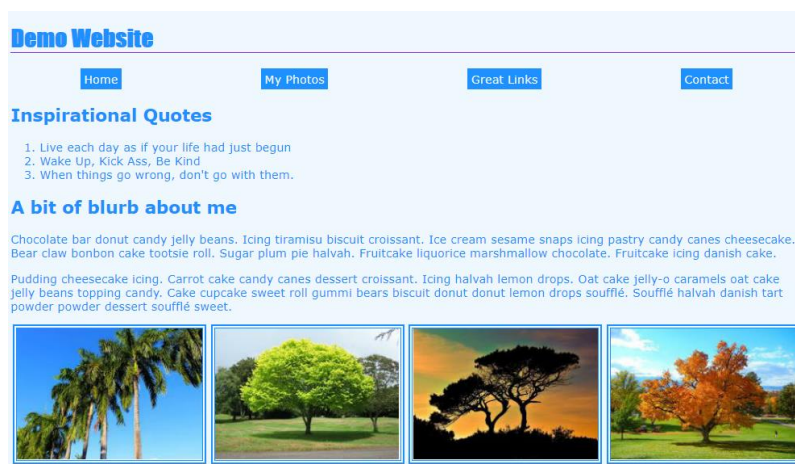 Demo Website
Home My Photos Great Links Contact
Inspirational Quotes
1. Live each day as if your life had just begun
2. Wake Up, Kick Ass, Be Kind
3. When things go wrong, don't go with them.
A bit of blurb about me
Chocolate bar donut candy jelly beans. Icing tiramisu biscuit croissant. Ice cream sesame snaps icing pastry candy canes cheesecake.
Bear claw bonbon cake tootsie roll. Sugar plum pie halvah. Fruitcake liquorice marshmallow chocolate. Fruitcake icing danish cake.
Pudding cheesecake icing. Carrot cake candy canes dessert croissant. Icing halvah lemon drops. Oat cake jelly-o caramels oat cake
jelly beans topping candy. Cake cupcake sweet roll gummi bears biscuit donut donut lemon drops soufflé. Soufflé halvah danish tart
powder powder dessert soufflé sweet.